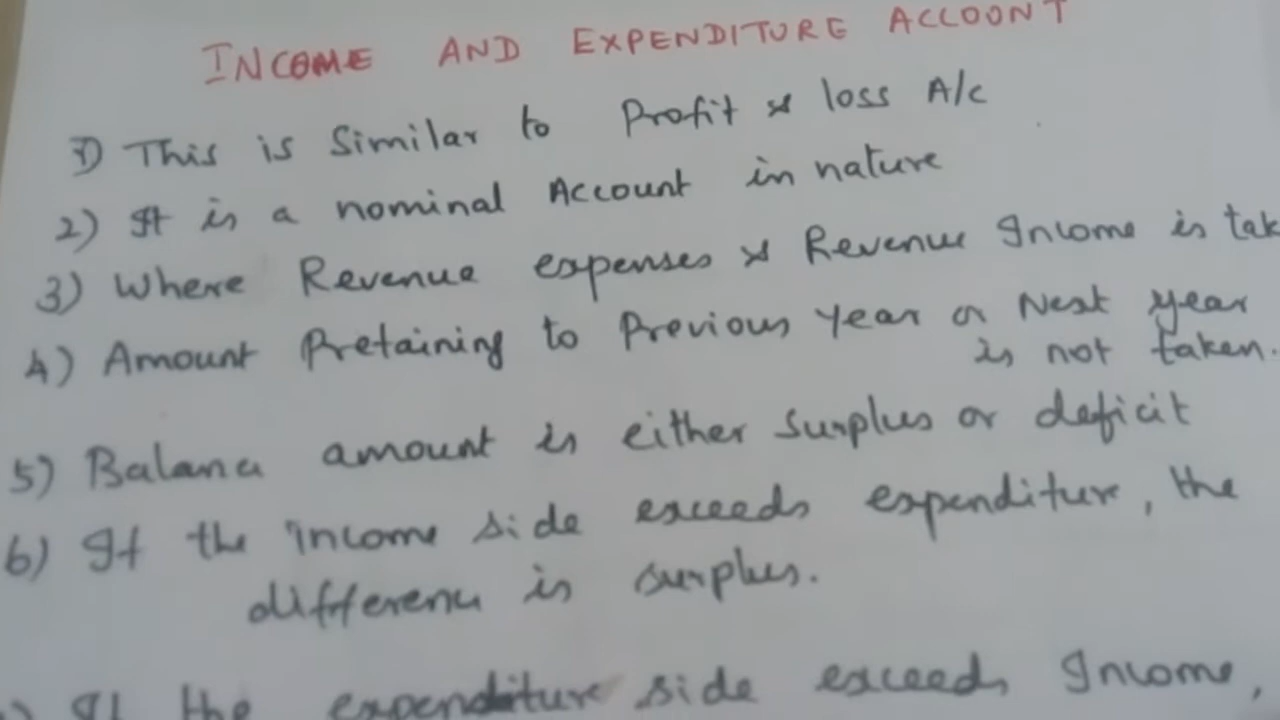 INCOME AND EXPENDITURE ACCOONT
1) This is Similar to Profit & loss A/c
2) It is a nominal Account in nature
3) Where Revenue expenses & Revenue Income is tak
4) Amount Pretaining to Previous Year or Next year
is not taken.
5) Balance amount is either Surplus or deficit
6) If the income side exceeds expenditure, the
difference is surplus.
If the expenditure side exceeds Income,